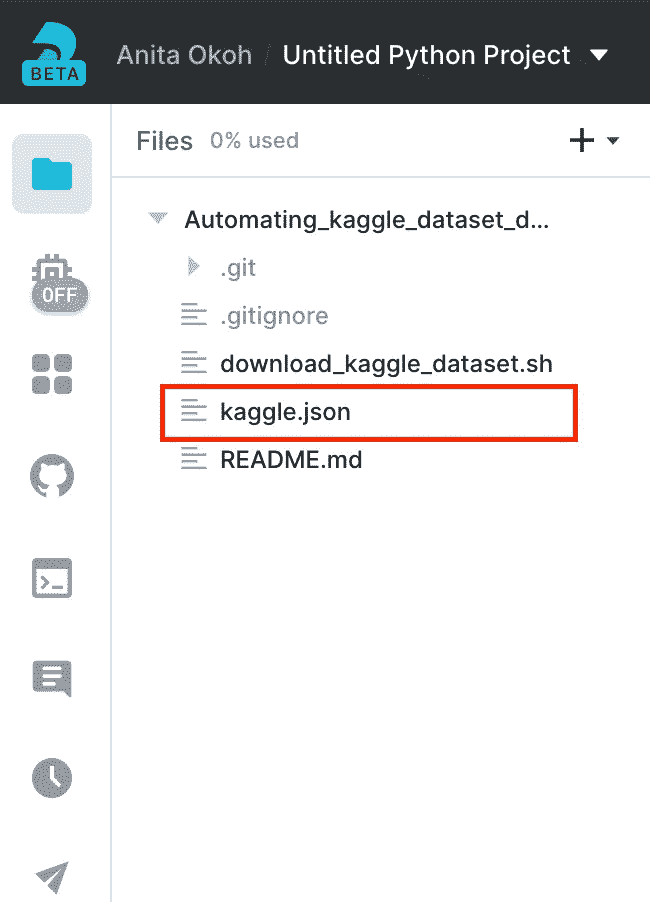 BETA
Anita Okoh / Untitled Python Project
Files 0% used
Automating_kaggle_dataset_d...
.git
OFF
.gitignore
download_kaggle_dataset.sh
kaggle.json
README.md